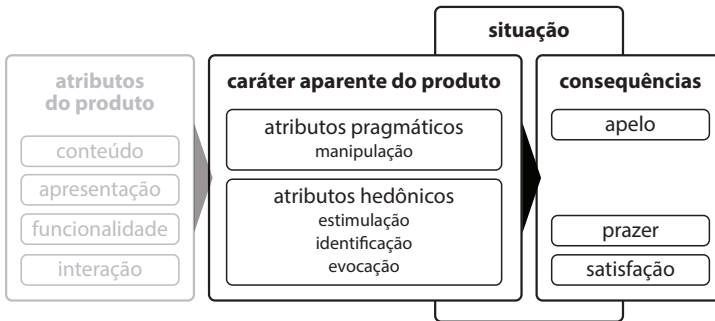 situação
atributos
do produto
conteúdo
apresentação
funcionalidade
interação
caráter aparente do produto
atributos pragmáticos
manipulação
atributos hedônicos
estimulação
identificação
evocação
consequências
apelo
prazer
satisfação